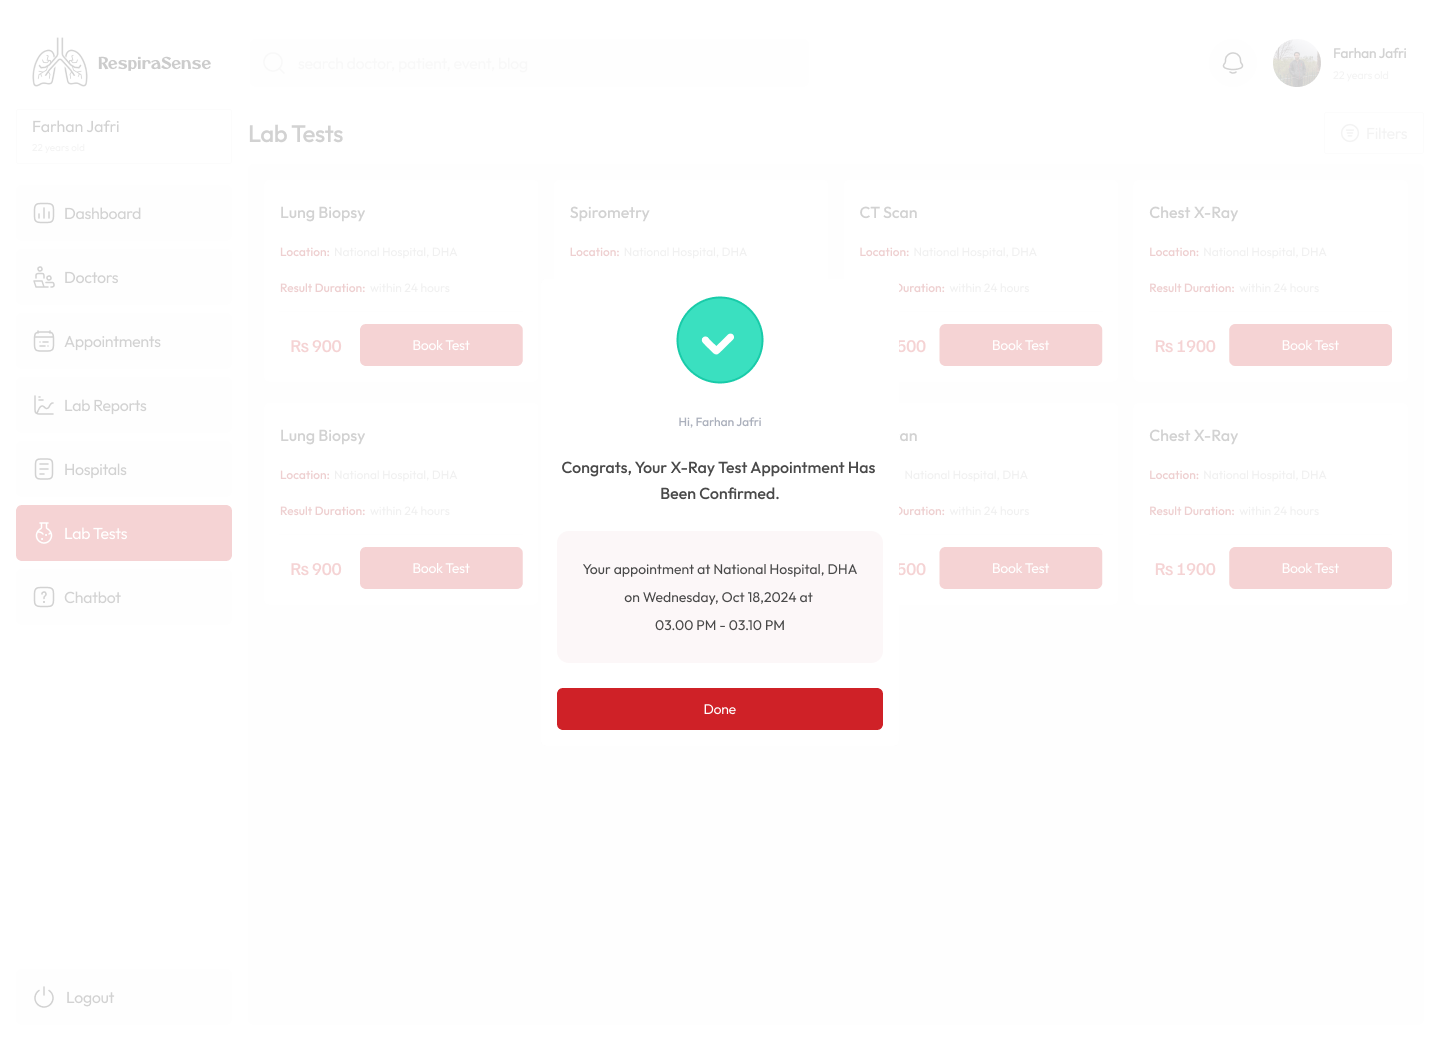 RespiraSense
Search doctor, patient, event, blog
Farhan Jafri
22 years old
Farhan Jafri
22 years old
Lab Tests
Filters
Dashboard
Doctors
Appointments
Lab Reports
Hospitals
Lab Tests
Chatbot
Logout
Lung Biopsy
Location: National Hospital, DHA
Result Duration: within 24 hours
Rs 900
Book Test
Spirometry
Location: National Hospital, DHA
CT Scan
Location: National Hospital, DHA
Duration: within 24 hours
500
Book Test
Chest X-Ray
Location: National Hospital, DHA
Result Duration: within 24 hours
Rs 1900
Book Test
Lung Biopsy
Location: National Hospital, DHA
Result Duration: within 24 hours
Rs 900
Book Test
an
National Hospital, DHA
Duration: within 24 hours
500
Book Test
Chest X-Ray
Location: National Hospital, DHA
Result Duration: within 24 hours
Rs 1900
Book Test
Hi, Farhan Jafri
Congrats, Your X-Ray Test Appointment Has
Been Confirmed.
Your appointment at National Hospital, DHA
on Wednesday, Oct 18,2024 at
03.00 PM - 03.10 PM
Done